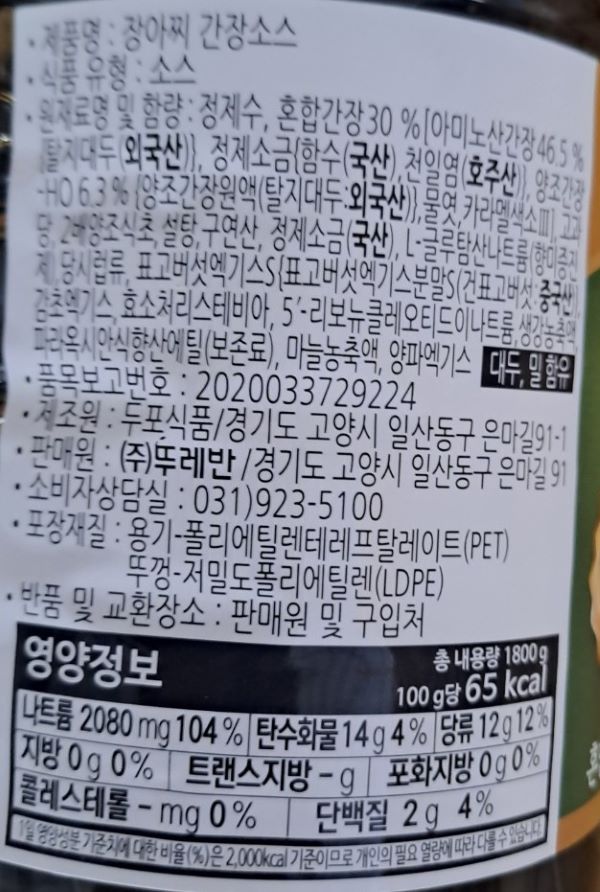 · 제품명 : 장아찌 간장소스
· 식품 유형 : 소스
· 원재료명 및 함량 : 정제수, 혼합간장 30 % [아미노산간장 46.5 %
{탈지대두(외국산)}, 정제소금{함수(국산), 천일염(호주산)}, 양조간장
-HO 6.3 % {양조간장원액(탈지대두:외국산)}, 물엿, 카라멜색소Ⅲ], 고과
당, 2배양조식초, 설탕, 구연산, 정제소금(국산), L-글루탐산나트륨(향미증진
제), 당시럽류, 표고버섯엑기스S{표고버섯엑기스분말S(건표고버섯:중국산)},
감초엑기스, 효소처리스테비아, 5'-리보뉴클레오티드이나트륨, 생강농축액,
파라옥시안식향산에틸(보존료), 마늘농축액, 양파엑기스 대두, 밀 함유
· 품목보고번호 : 2020033729224
· 제조원 : 두포식품/경기도 고양시 일산동구 은마길91-1
· 판매원 : (주)뚜레반/경기도 고양시 일산동구 은마길 91
· 소비자상담실 : 031)923-5100
· 포장재질 : 용기-폴리에틸렌테레프탈레이트(PET)
뚜껑-저밀도폴리에틸렌(LDPE)
· 반품 및 교환장소 : 판매원 및 구입처
영양정보 총 내용량 1800 g
100 g당 65 kcal
나트륨 2080 mg 104 % 탄수화물 14 g 4 % 당류 12 g 12 %
지방 0 g 0 % 트랜스지방 - g 포화지방 0 g 0 %
콜레스테롤 - mg 0 % 단백질 2 g 4 %
1일 영양성분 기준치에 대한 비율(%)은 2,000kcal 기준이므로 개인의 필요 열량에 따라 다를 수 있습니다.